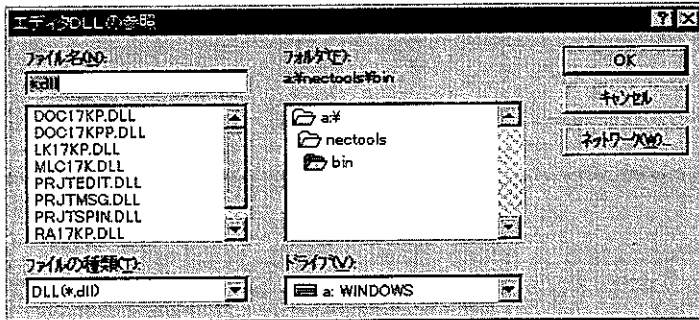 エディタDLLの参照
ファイル名(N):
*.dll
DOC17KP.DLL
DOC17KPP.DLL
LK17KP.DLL
MLC17K.DLL
PRJTEDIT.DLL
PRJTMSG.DLL
PRJTSPIN.DLL
RA17KP.DLL
ファイルの種類(T):
DLL(*.dll)
フォルダ(F):
a:¥nectools¥bin
a:¥
nectools
bin
ドライブ(V):
a: WINDOWS
OK
キャンセル
ネットワーク(W)...